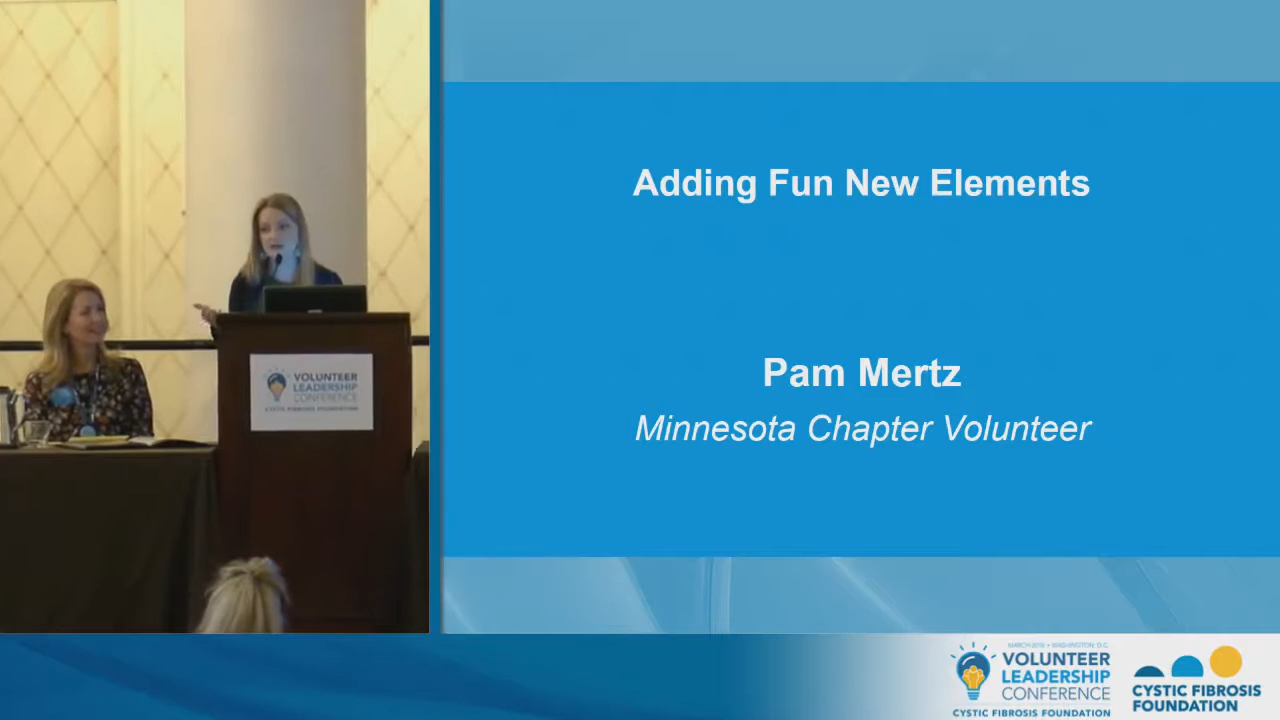 Adding Fun New Elements
Pam Mertz
Minnesota Chapter Volunteer
VOLUNTEER
LEADERSHIP
CONFERENCE
CYSTIC FIBROSIS FOUNDATION
VOLUNTEER
LEADERSHIP
CONFERENCE
CYSTIC FIBROSIS FOUNDATION
CYSTIC FIBROSIS
FOUNDATION